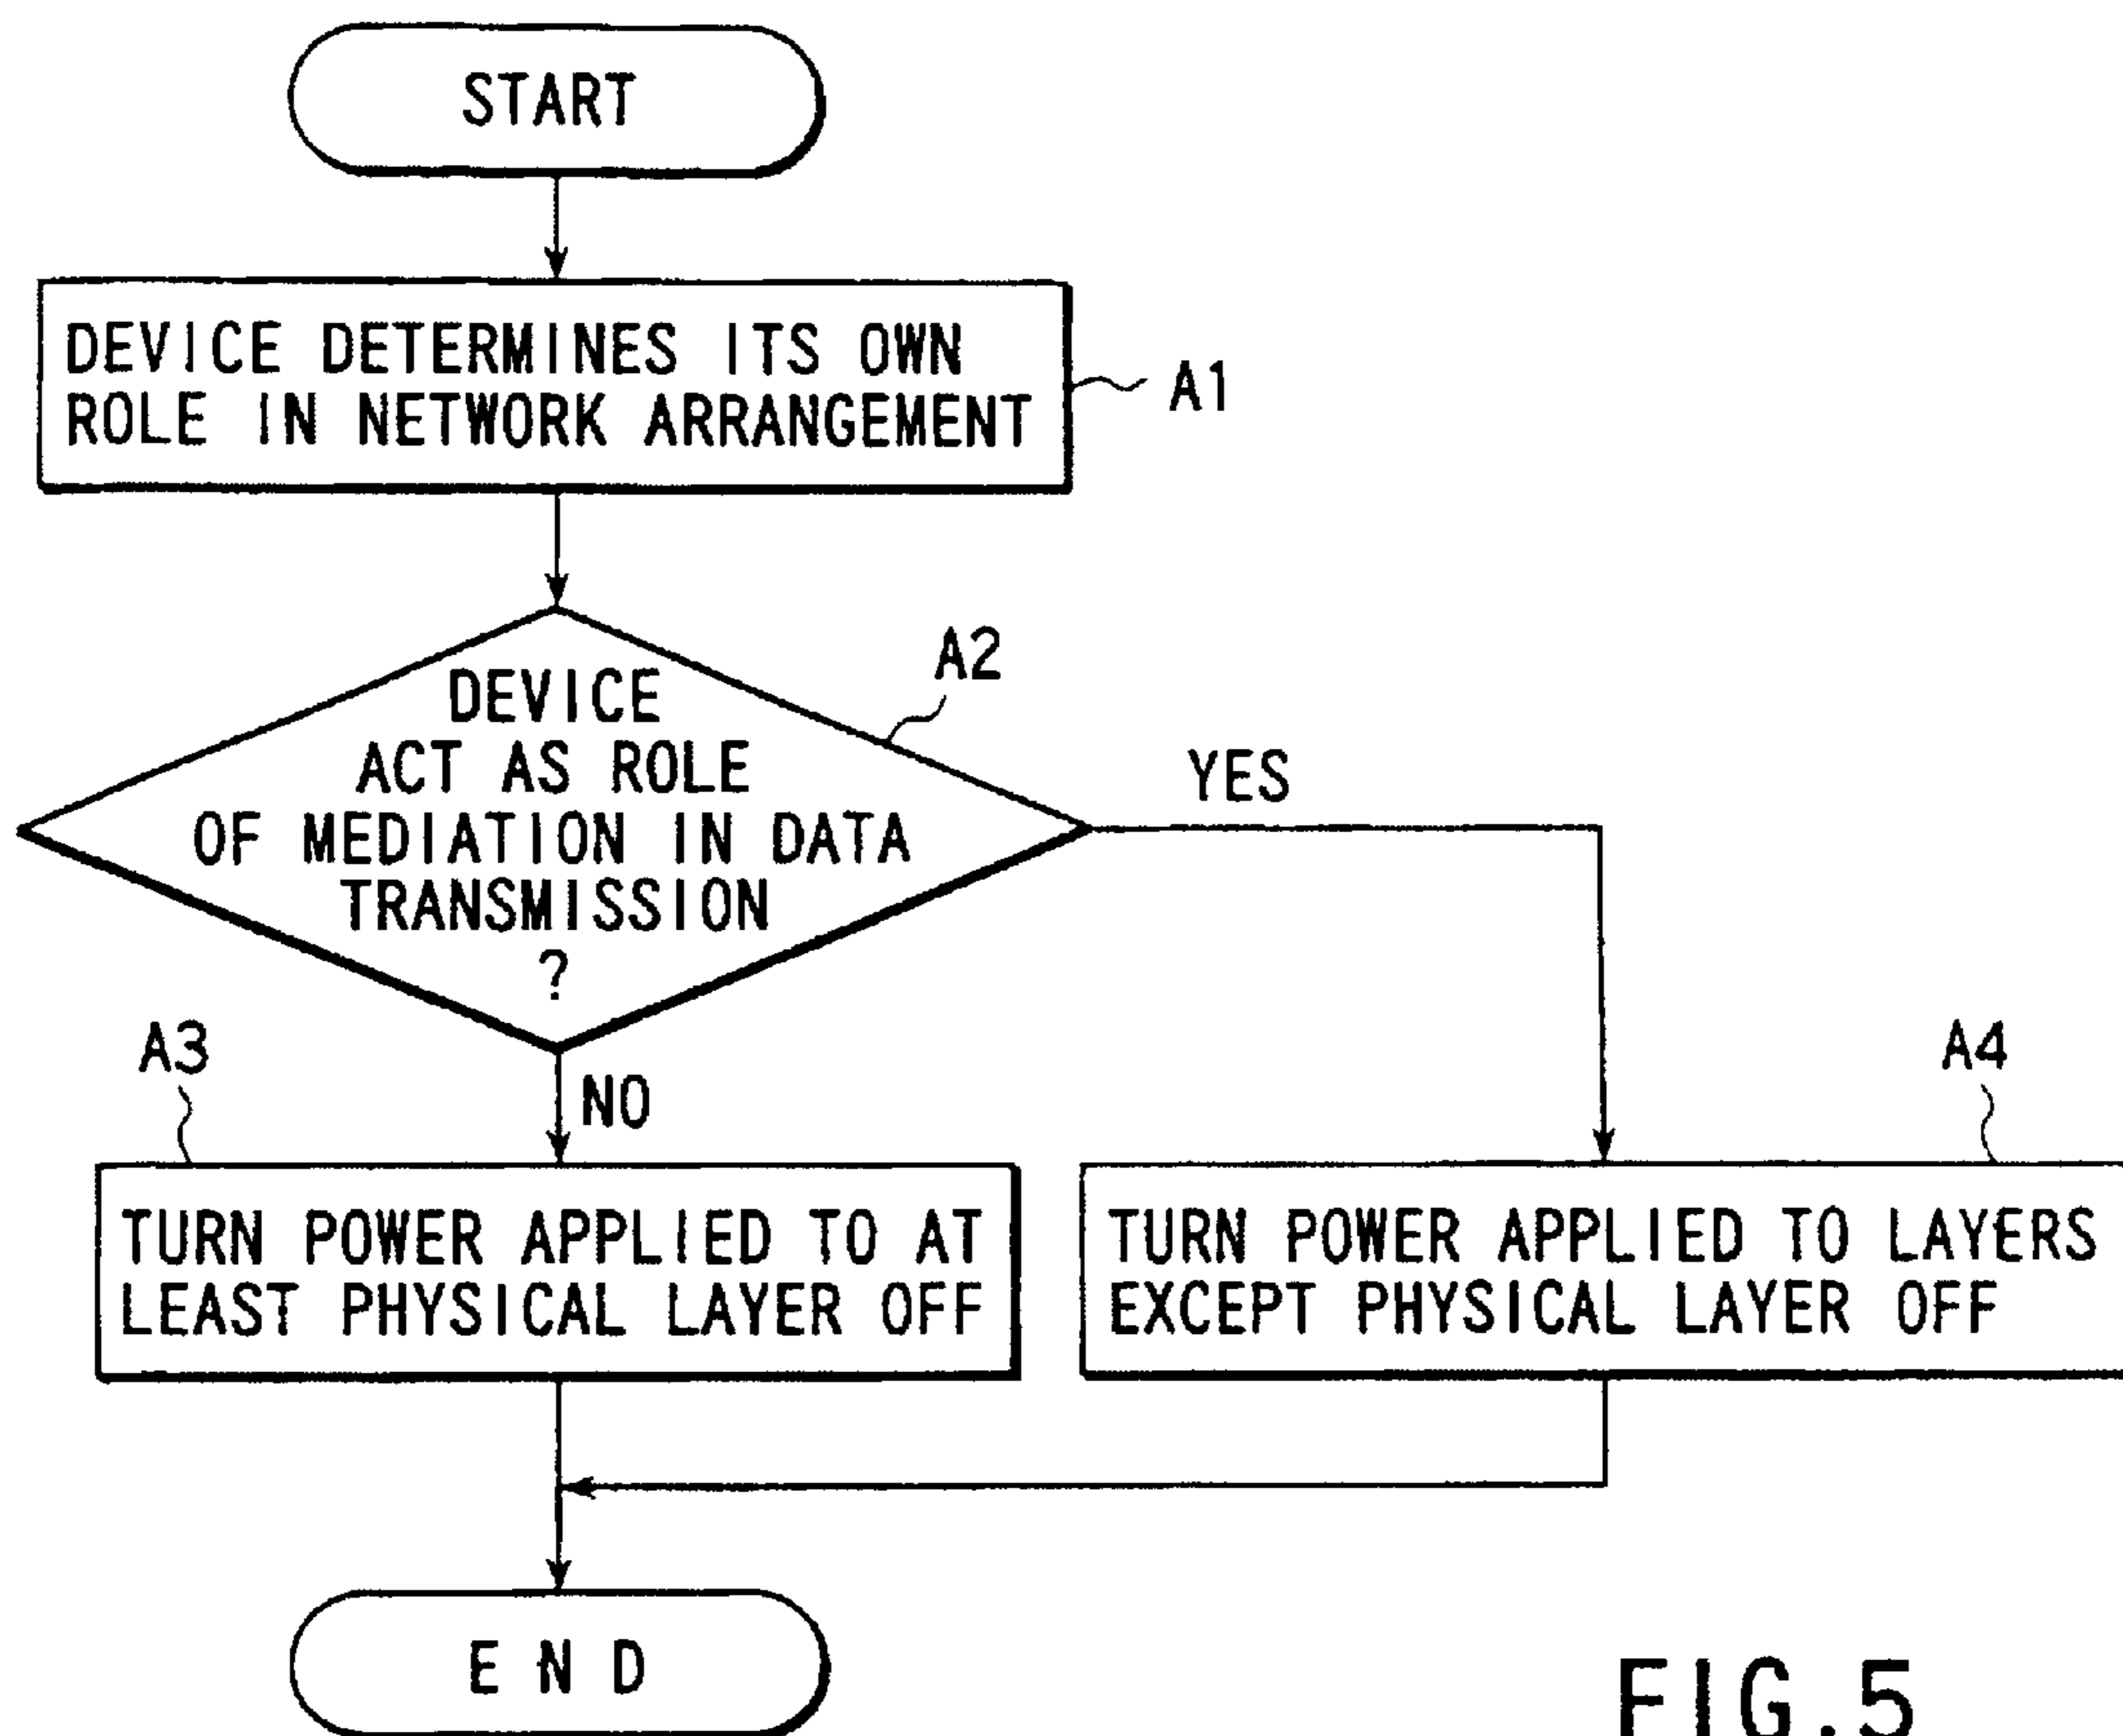 START
DEVICE DETERMINES ITS OWN
ROLE IN NETWORK ARRANGEMENT
A1
DEVICE
ACT AS ROLE
OF MEDIATION IN DATA
TRANSMISSION
?
A2
YES
NO
A3
TURN POWER APPLIED TO AT
LEAST PHYSICAL LAYER OFF
A4
TURN POWER APPLIED TO LAYERS
EXCEPT PHYSICAL LAYER OFF
END
FIG.5